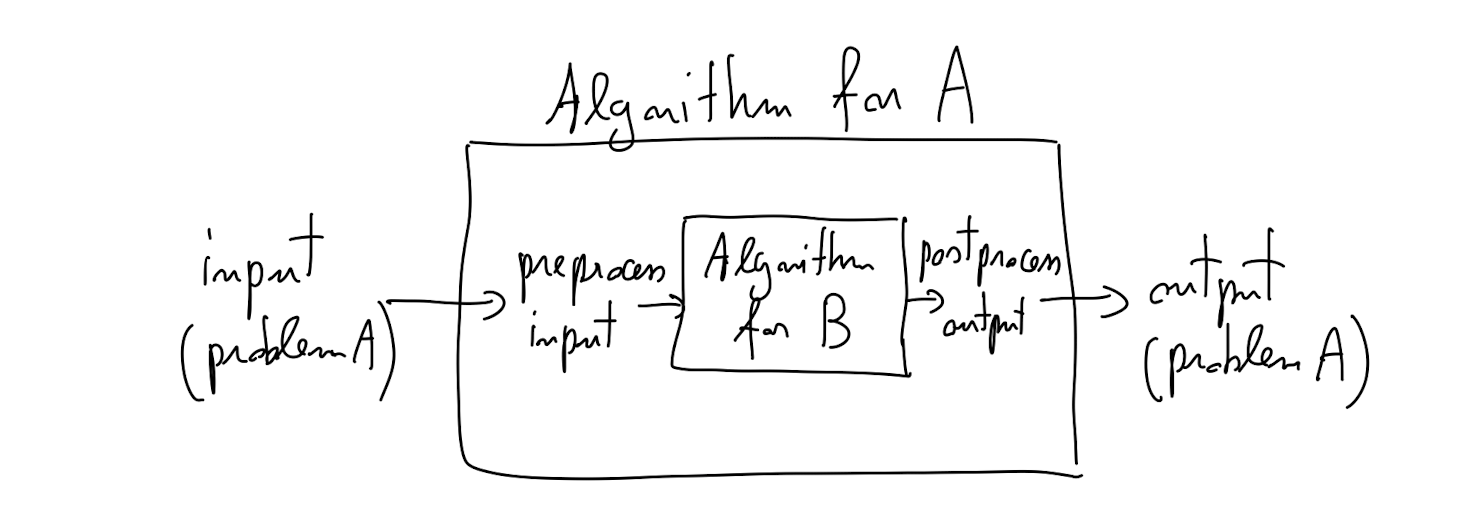 Algorithm for A
input
(problem A)
preprocess
input
Algorithm
for B
postprocess
output
output
(problem A)